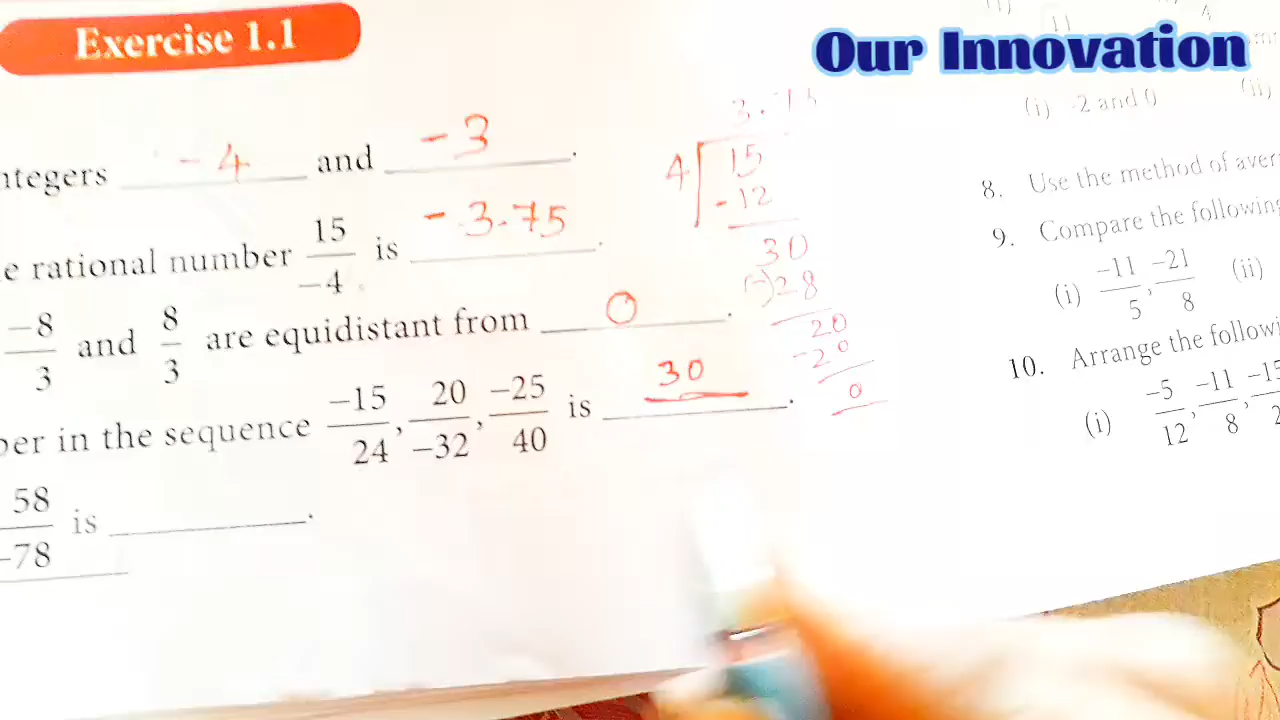 Exercise 1.1
Our Innovation
ntegers -4 and -3.
e rational number 15/-4 is -3.75.
-8/3 and 8/3 are equidistant from 0.
ber in the sequence -15/24, 20/-32, -25/40 is 30.
58/-78 is ____.
3.75
4 15
-12
30
(-)28
20
-20
0
(i) -2 and 0 (ii)
8. Use the method of aver
9. Compare the following
(i) -11/5, -21/8 (ii)
10. Arrange the followi
(i) -5/12, -11/8, -15/2